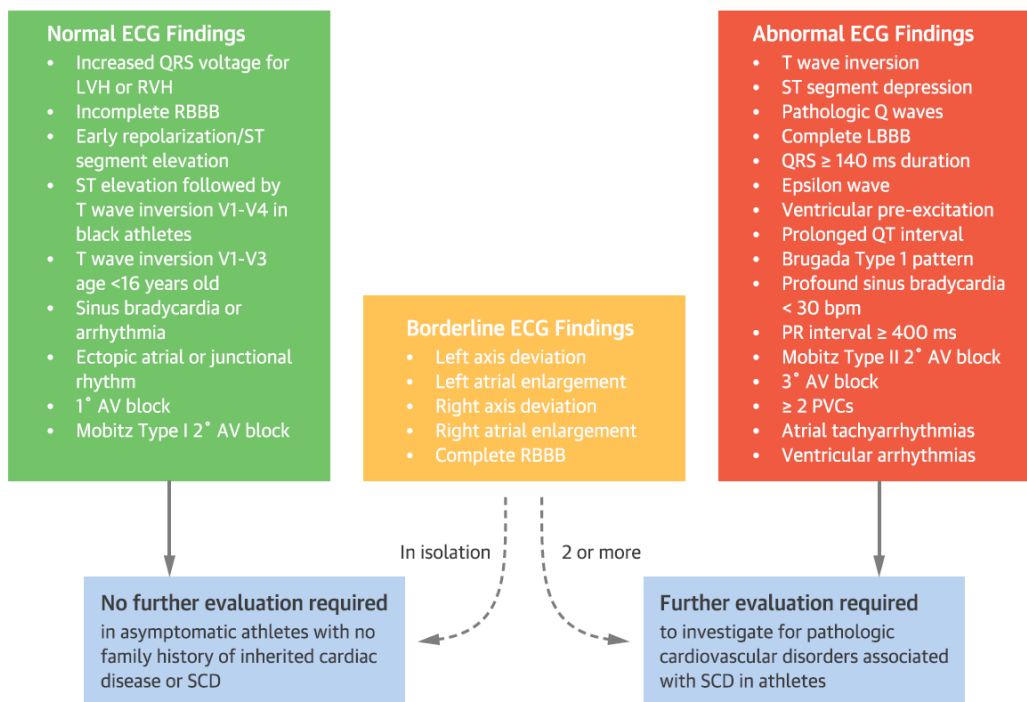 Normal ECG Findings
• Increased QRS voltage for
LVH or RVH
• Incomplete RBBB
• Early repolarization/ST
segment elevation
• ST elevation followed by
T wave inversion V1-V4 in
black athletes
• T wave inversion V1-V3
age <16 years old
• Sinus bradycardia or
arrhythmia
• Ectopic atrial or junctional
rhythm
• 1˚ AV block
• Mobitz Type I 2˚ AV block
Borderline ECG Findings
• Left axis deviation
• Left atrial enlargement
• Right axis deviation
• Right atrial enlargement
• Complete RBBB
Abnormal ECG Findings
• T wave inversion
• ST segment depression
• Pathologic Q waves
• Complete LBBB
• QRS ≥ 140 ms duration
• Epsilon wave
• Ventricular pre-excitation
• Prolonged QT interval
• Brugada Type 1 pattern
• Profound sinus bradycardia
< 30 bpm
• PR interval ≥ 400 ms
• Mobitz Type II 2˚ AV block
• 3˚ AV block
• ≥ 2 PVCs
• Atrial tachyarrhythmias
• Ventricular arrhythmias
In isolation
2 or more
No further evaluation required
in asymptomatic athletes with no
family history of inherited cardiac
disease or SCD
Further evaluation required
to investigate for pathologic
cardiovascular disorders associated
with SCD in athletes